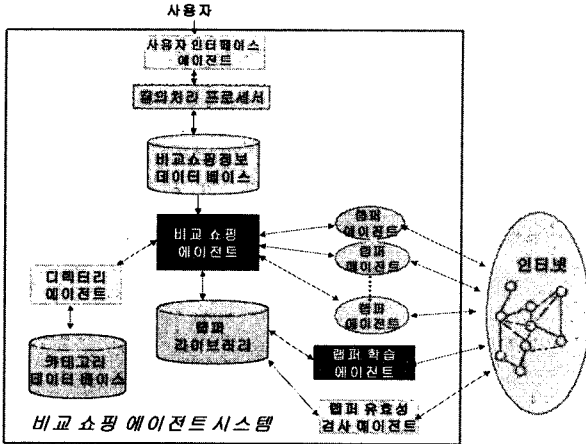 사용자
사용자 인터페이스
에이전트
질의처리 프로세서
비교쇼핑정보
데이터 베이스
비교 쇼핑
에이전트
랩퍼
에이전트
랩퍼
에이전트
랩퍼
에이전트
인터넷
디렉터리
에이전트
랩퍼
라이브러리
카테고리
데이터 베이스
랩퍼 학습
에이전트
랩퍼 유효성
검사 에이전트
비교 쇼핑 에이전트 시스템